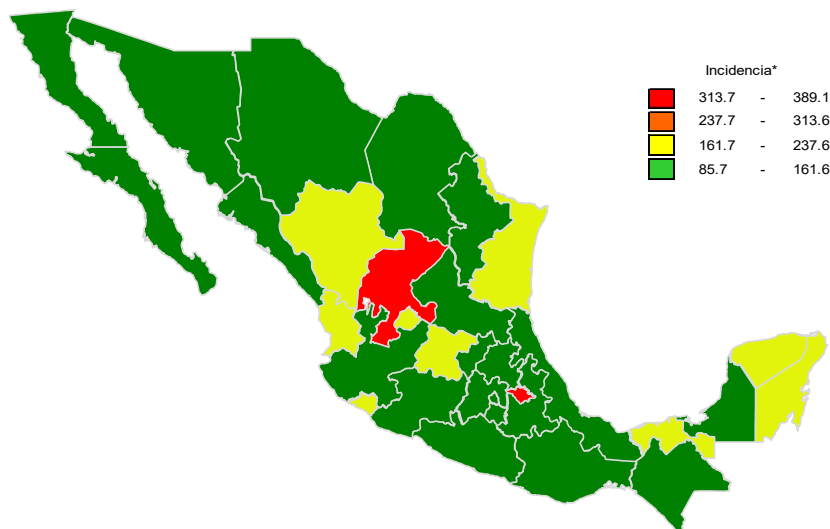 Incidencia*
313.7 - 389.1
237.7 - 313.6
161.7 - 237.6
85.7 - 161.6